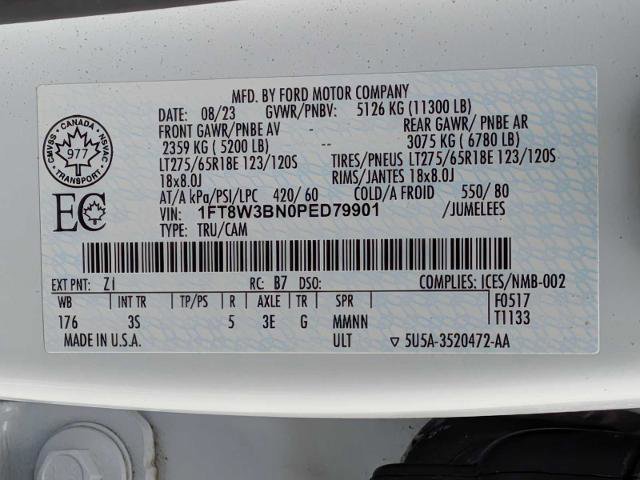 MFD. BY FORD MOTOR COMPANY
DATE: 08/23 GVWR/PNBV: 5126 KG (11300 LB)
FRONT GAWR/PNBE AV REAR GAWR/ PNBE AR
2359 KG ( 5200 LB) -- -- 3075 KG ( 6780 LB)
LT275/65R18E 123/120S TIRES/PNEUS LT275/65R18E 123/120S
18x8.0J RIMS/JANTES 18x8.0J
AT/A kPa/PSI/LPC 420/ 60 COLD/A FROID 550/ 80
VIN: 1FT8W3BN0PED79901 /JUMELEES
TYPE: TRU/CAM
CANADA
CMVSS NSVAC
977
EC
EXT PNT: Z1 RC: B7 DSO: COMPLIES: ICES/NMB-002
WB INT TR TP/PS R AXLE TR SPR F0517
176 3S 5 3E G MMNN T1133
MADE IN U.S.A. ULT 5U5A-3520472-AA